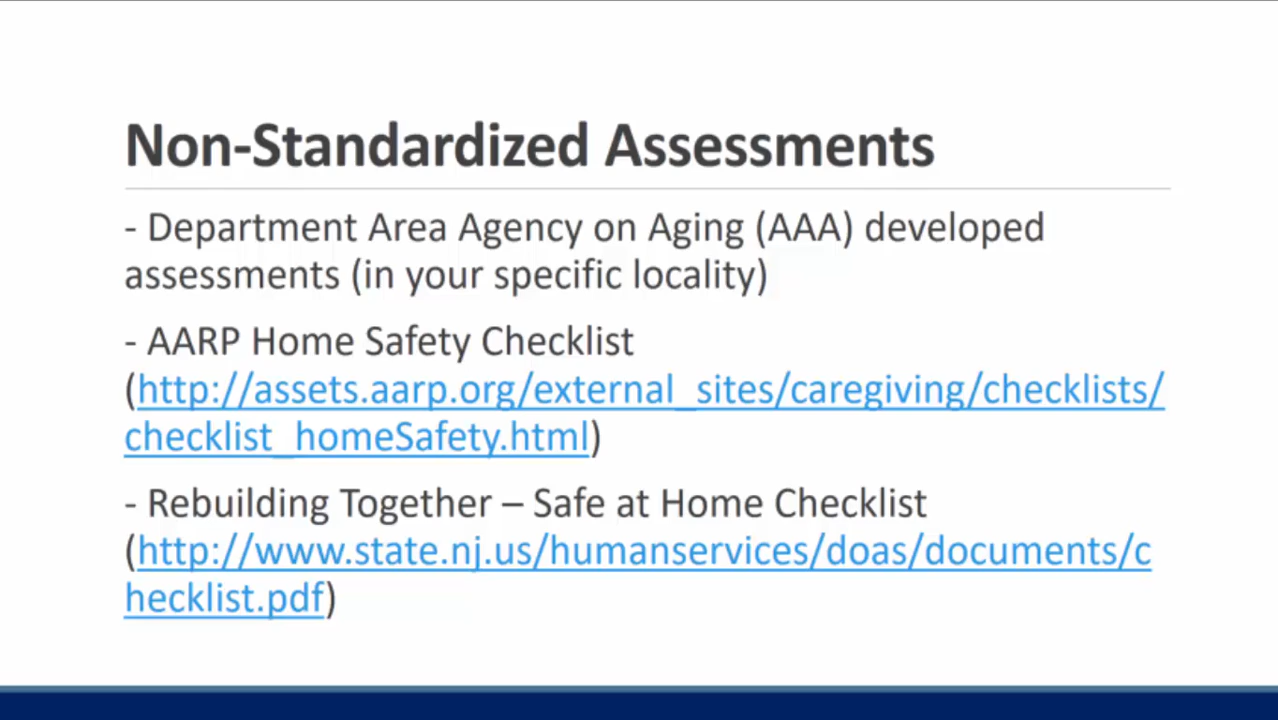 Non-Standardized Assessments
- Department Area Agency on Aging (AAA) developed
assessments (in your specific locality)
- AARP Home Safety Checklist
(http://assets.aarp.org/external_sites/caregiving/checklists/
checklist_homeSafety.html)
- Rebuilding Together – Safe at Home Checklist
(http://www.state.nj.us/humanservices/doas/documents/c
hecklist.pdf)